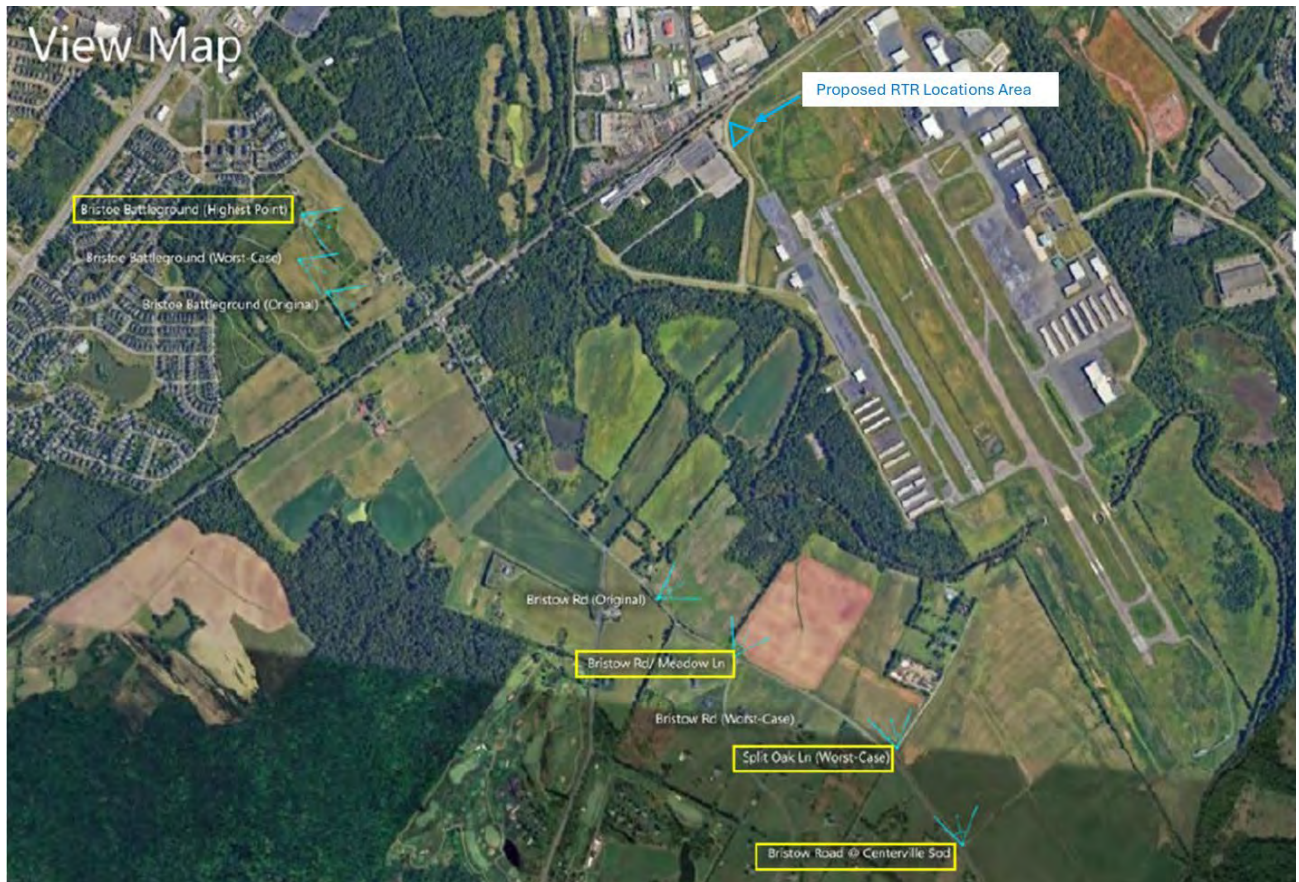 View Map
Proposed RTR Locations Area
Bristoe Battleground (Highest Point)
Bristoe Battleground (Worst-Case)
Bristoe Battleground (Original)
Bristow Rd (Original)
Bristow Rd/ Meadow Ln
Bristow Rd (Worst-Case)
Split Oak Ln (Worst-Case)
Bristow Road @ Centerville Sod